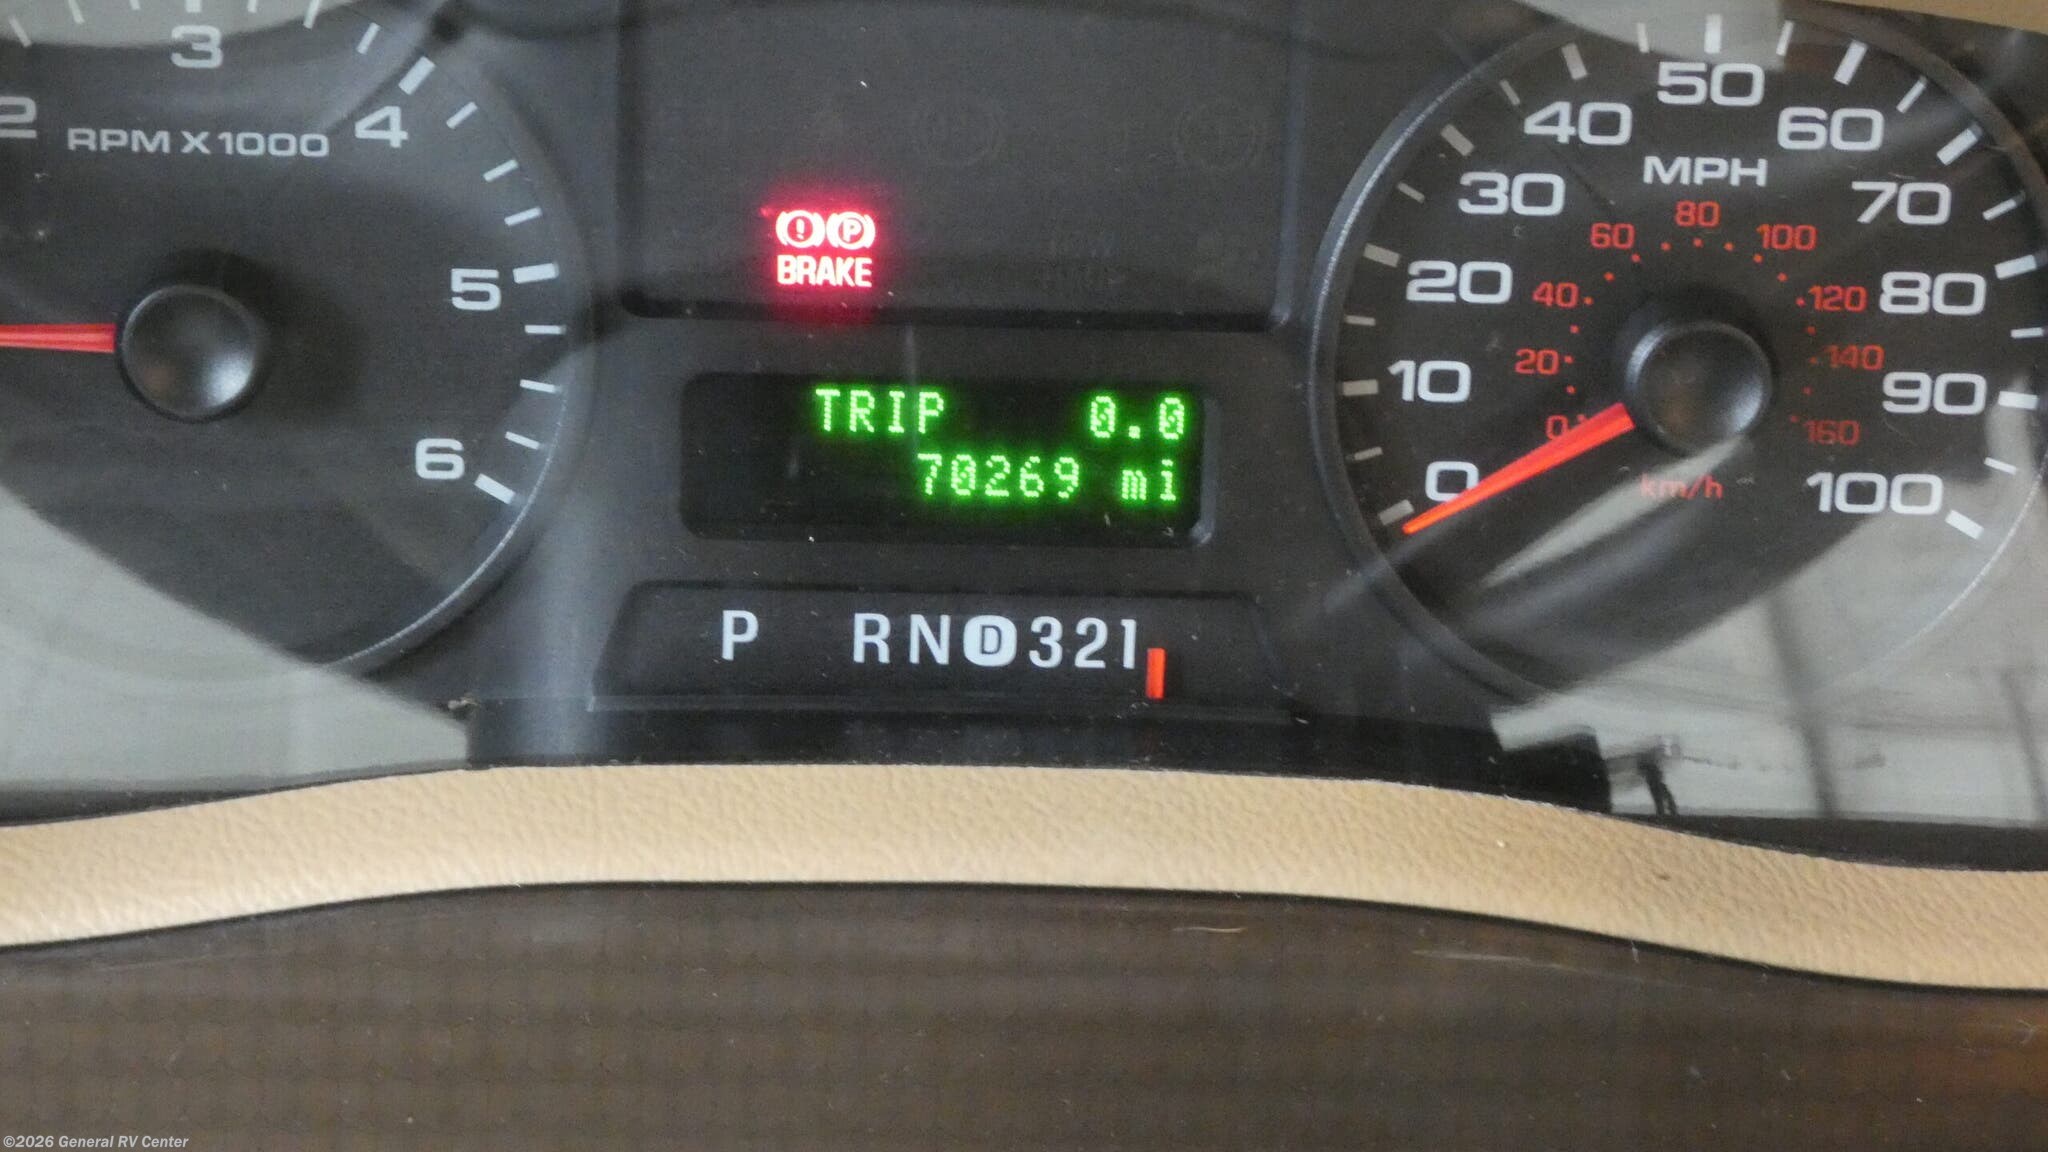 2 3 4 5 6
RPM X 1000
BRAKE
TRIP 0.0
70269 mi
P RND321
0 10 20 30 40 50 60 70 80 90 100
MPH
0 20 40 60 80 100 120 140 160
km/h
©2026 General RV Center